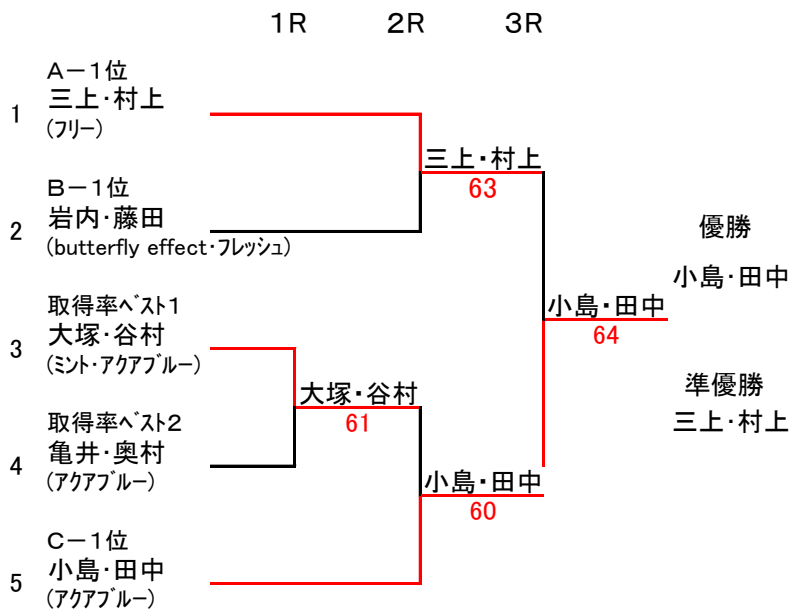 1R 2R 3R
A-1位
1 三上・村上
(フリー)
三上・村上
63
B-1位
2 岩内・藤田
(butterfly effect・フレッシュ)
優勝
小島・田中
小島・田中
64
取得率ベスト1
3 大塚・谷村
(ミント・アクアブルー)
大塚・谷村
61
準優勝
三上・村上
取得率ベスト2
4 亀井・奥村
(アクアブルー)
小島・田中
60
C-1位
5 小島・田中
(アクアブルー)